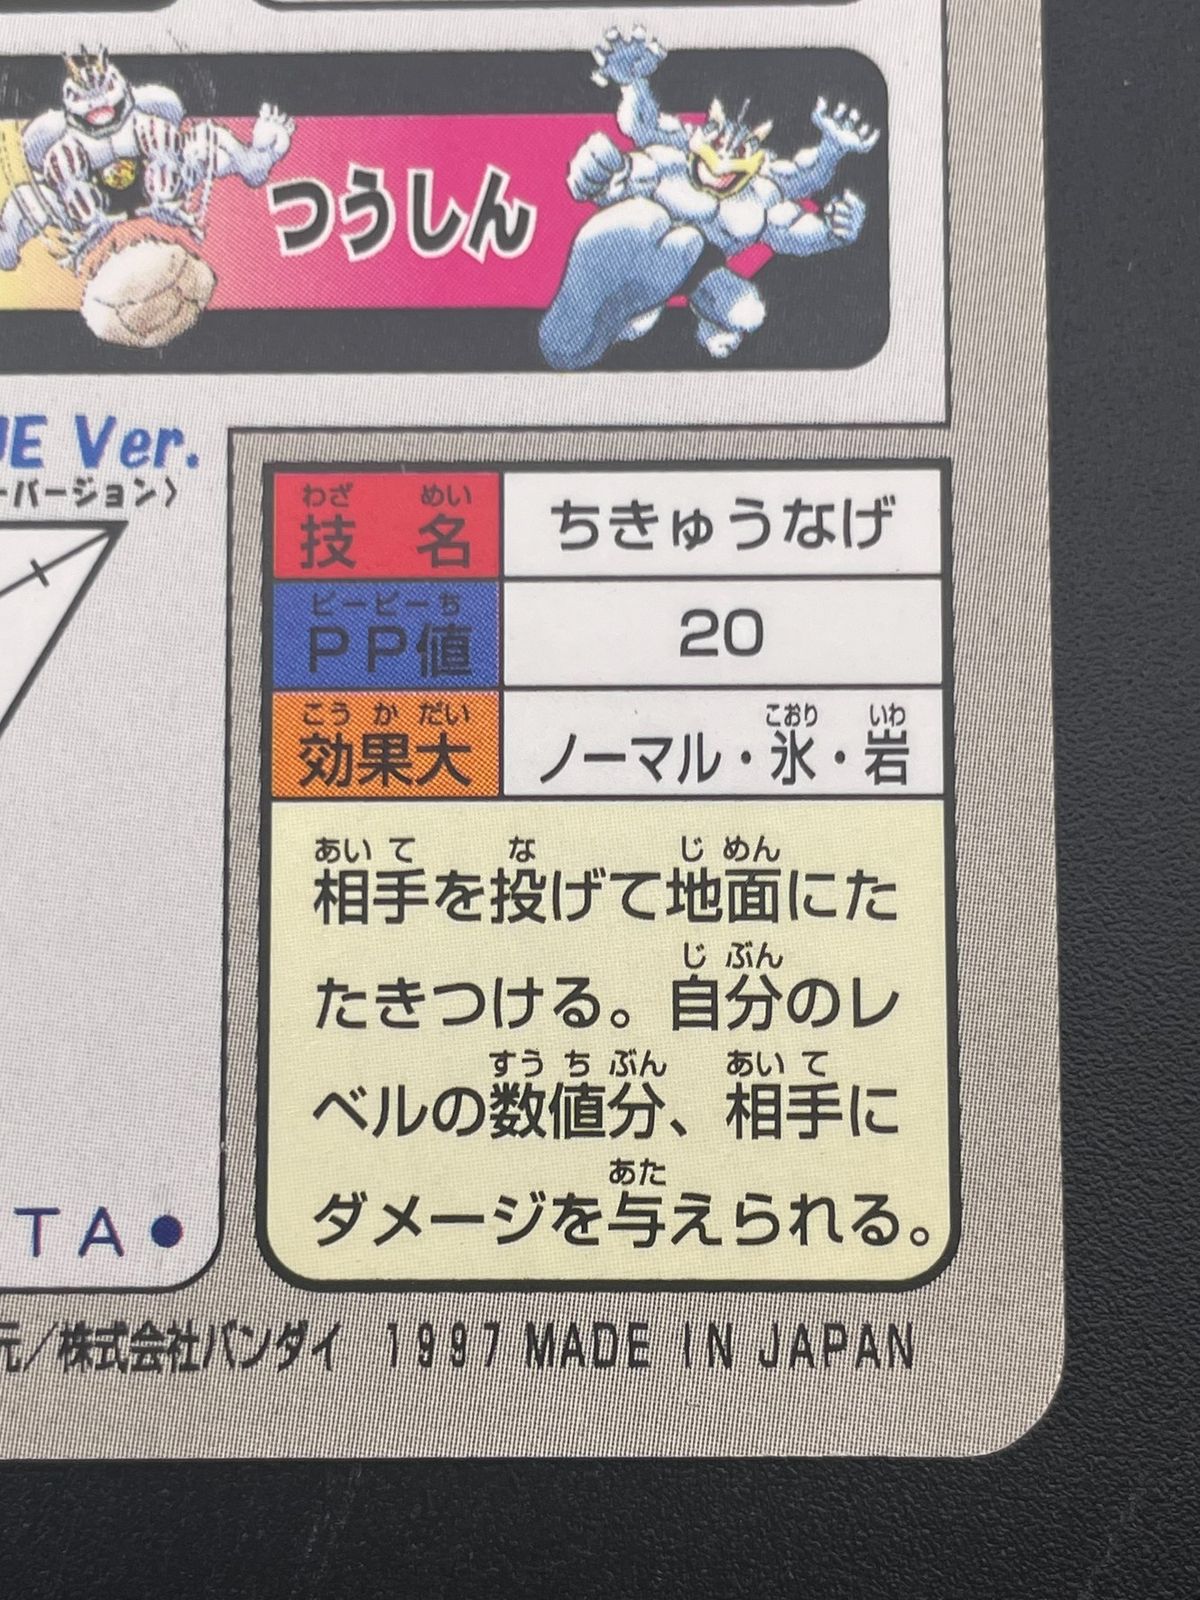 つうしん
UE Ver.
ーバージョン〉
わざ めい
技 名
ちきゅうなげ
ピーピーち
PP値
20
こう か だい
効果大
こおり いわ
ノーマル・氷・岩
あい て な じ めん
相手を投げて地面にた
じ ぶん
たきつける。自分のレ
すう ち ぶん あい て
ベルの数値分、相手に
あた
ダメージを与えられる。
TA●
元/株式会社バンダイ 1997 MADE IN JAPAN